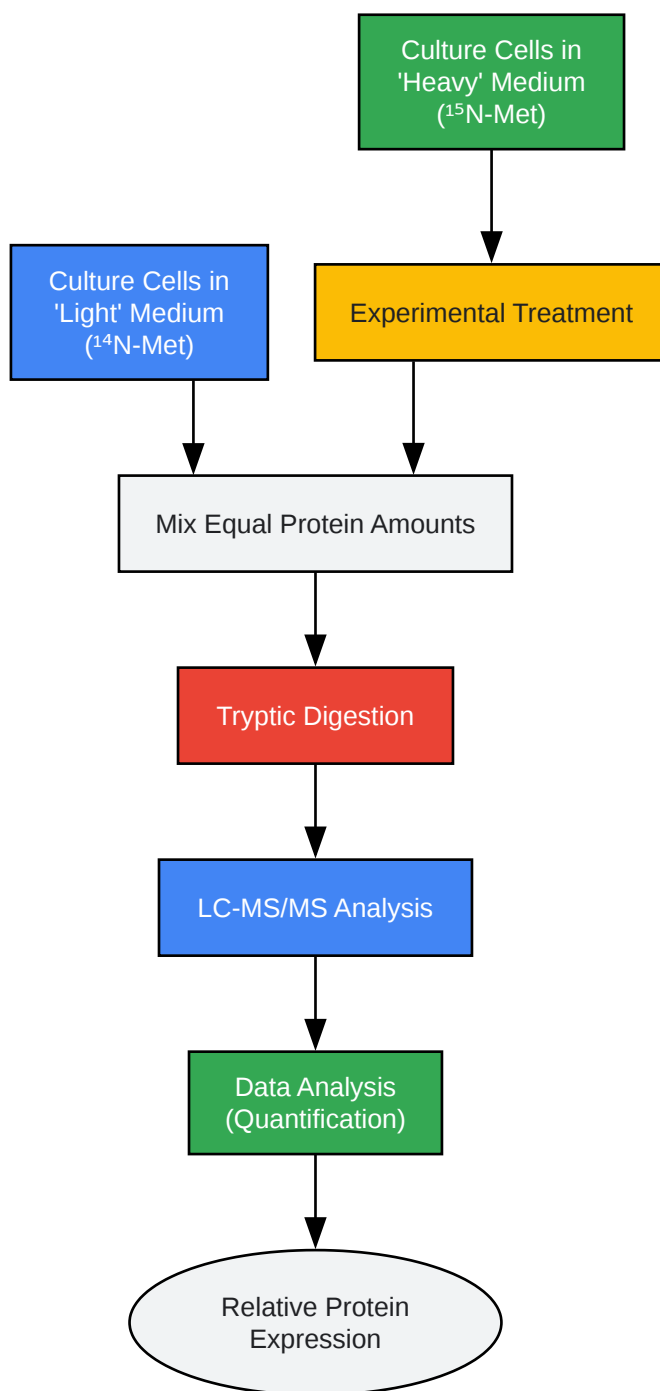 Culture Cells in
'Heavy' Medium
(¹⁵N-Met)
Culture Cells in
'Light' Medium
(¹⁴N-Met)
Experimental Treatment
Mix Equal Protein Amounts
Tryptic Digestion
LC-MS/MS Analysis
Data Analysis
(Quantification)
Relative Protein
Expression